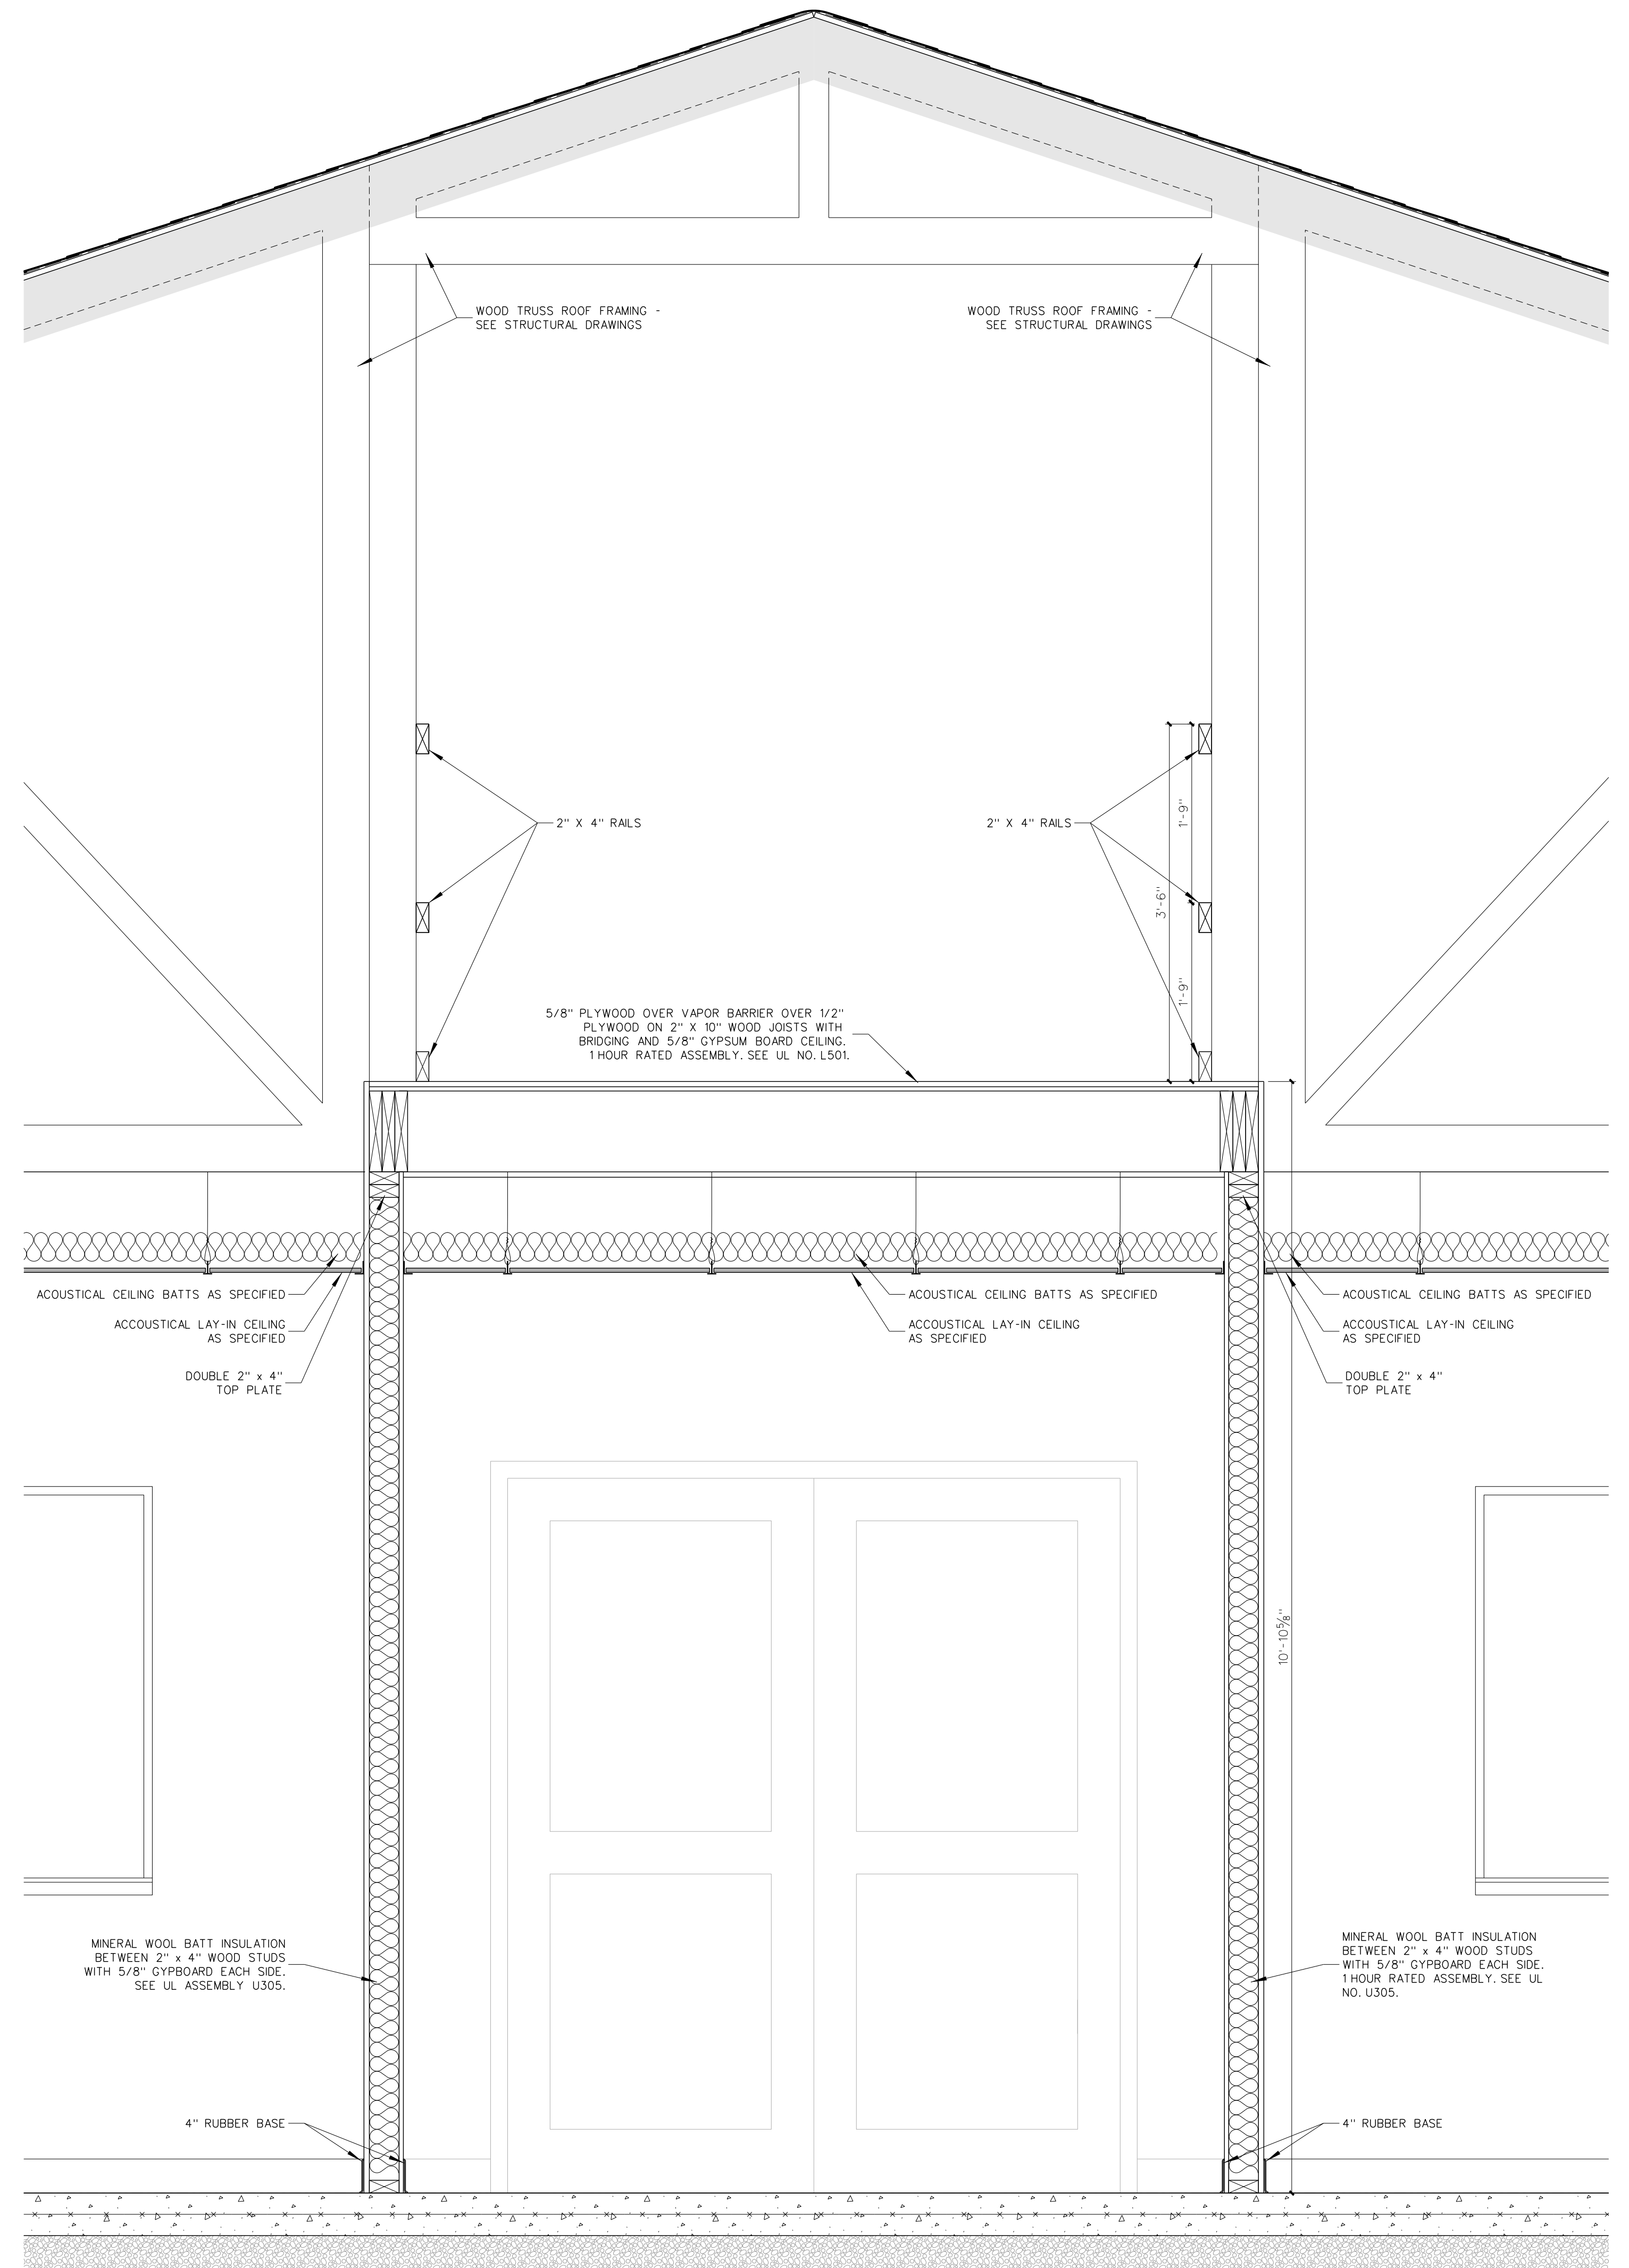 WOOD TRUSS ROOF FRAMING -
SEE STRUCTURAL DRAWINGS
WOOD TRUSS ROOF FRAMING -
SEE STRUCTURAL DRAWINGS
2" X 4" RAILS
2" X 4" RAILS
1'-9"
3'-6"
1'-9"
5/8" PLYWOOD OVER VAPOR BARRIER OVER 1/2"
PLYWOOD ON 2" X 10" WOOD JOISTS WITH
BRIDGING AND 5/8" GYPSUM BOARD CEILING.
1 HOUR RATED ASSEMBLY. SEE UL NO. L501.
ACOUSTICAL CEILING BATTS AS SPECIFIED
ACCOUSTICAL LAY-IN CEILING
AS SPECIFIED
DOUBLE 2" x 4"
TOP PLATE
ACOUSTICAL CEILING BATTS AS SPECIFIED
ACCOUSTICAL LAY-IN CEILING
AS SPECIFIED
ACOUSTICAL CEILING BATTS AS SPECIFIED
ACCOUSTICAL LAY-IN CEILING
AS SPECIFIED
DOUBLE 2" x 4"
TOP PLATE
10'-10 5/8"
MINERAL WOOL BATT INSULATION
BETWEEN 2" x 4" WOOD STUDS
WITH 5/8" GYPBOARD EACH SIDE.
SEE UL ASSEMBLY U305.
MINERAL WOOL BATT INSULATION
BETWEEN 2" x 4" WOOD STUDS
WITH 5/8" GYPBOARD EACH SIDE.
1 HOUR RATED ASSEMBLY. SEE UL
NO. U305.
4" RUBBER BASE
4" RUBBER BASE